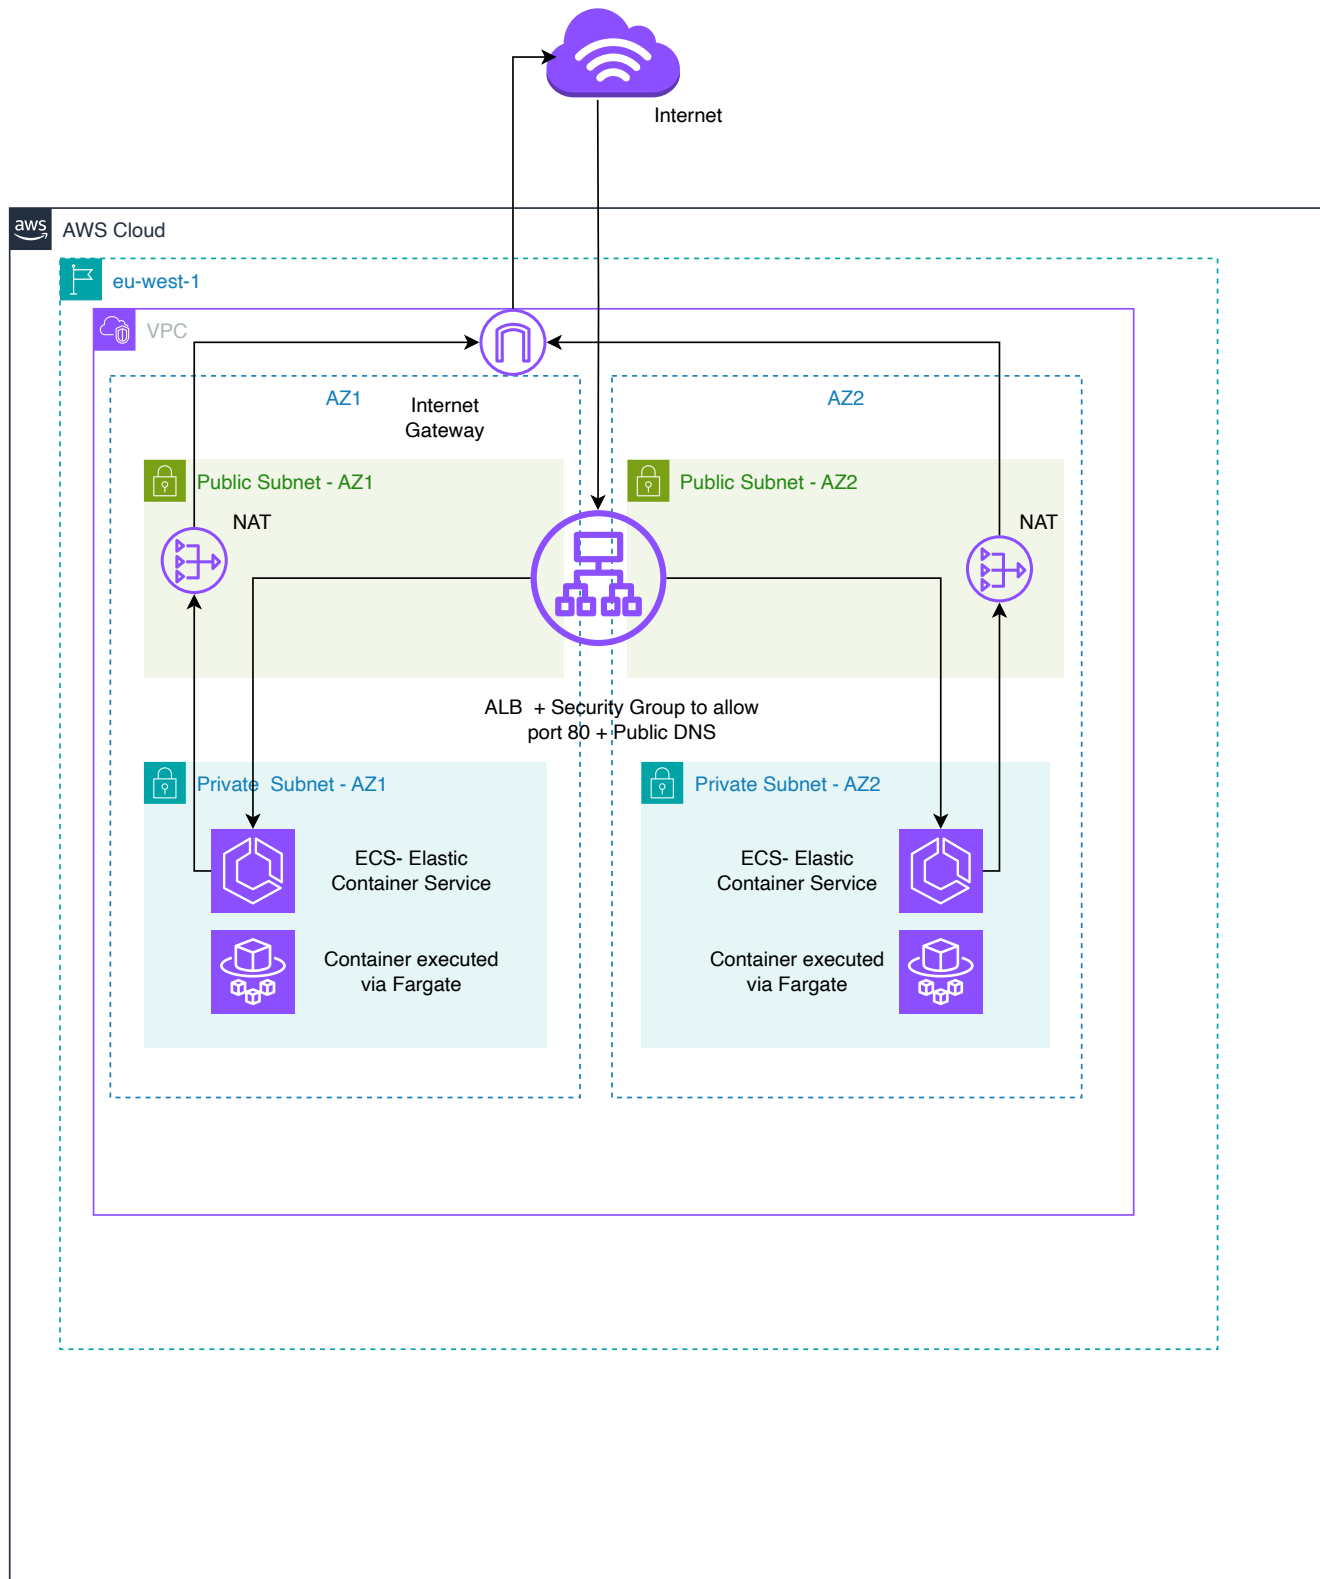 Internet
aws
AWS Cloud
eu-west-1
VPC
AZ1
AZ2
Internet
Gateway
Public Subnet - AZ1
Public Subnet - AZ2
NAT
NAT
ALB  + Security Group to allow
port 80 + Public DNS
Private  Subnet - AZ1
Private Subnet - AZ2
ECS- Elastic
Container Service
ECS- Elastic
Container Service
Container executed
via Fargate
Container executed
via Fargate